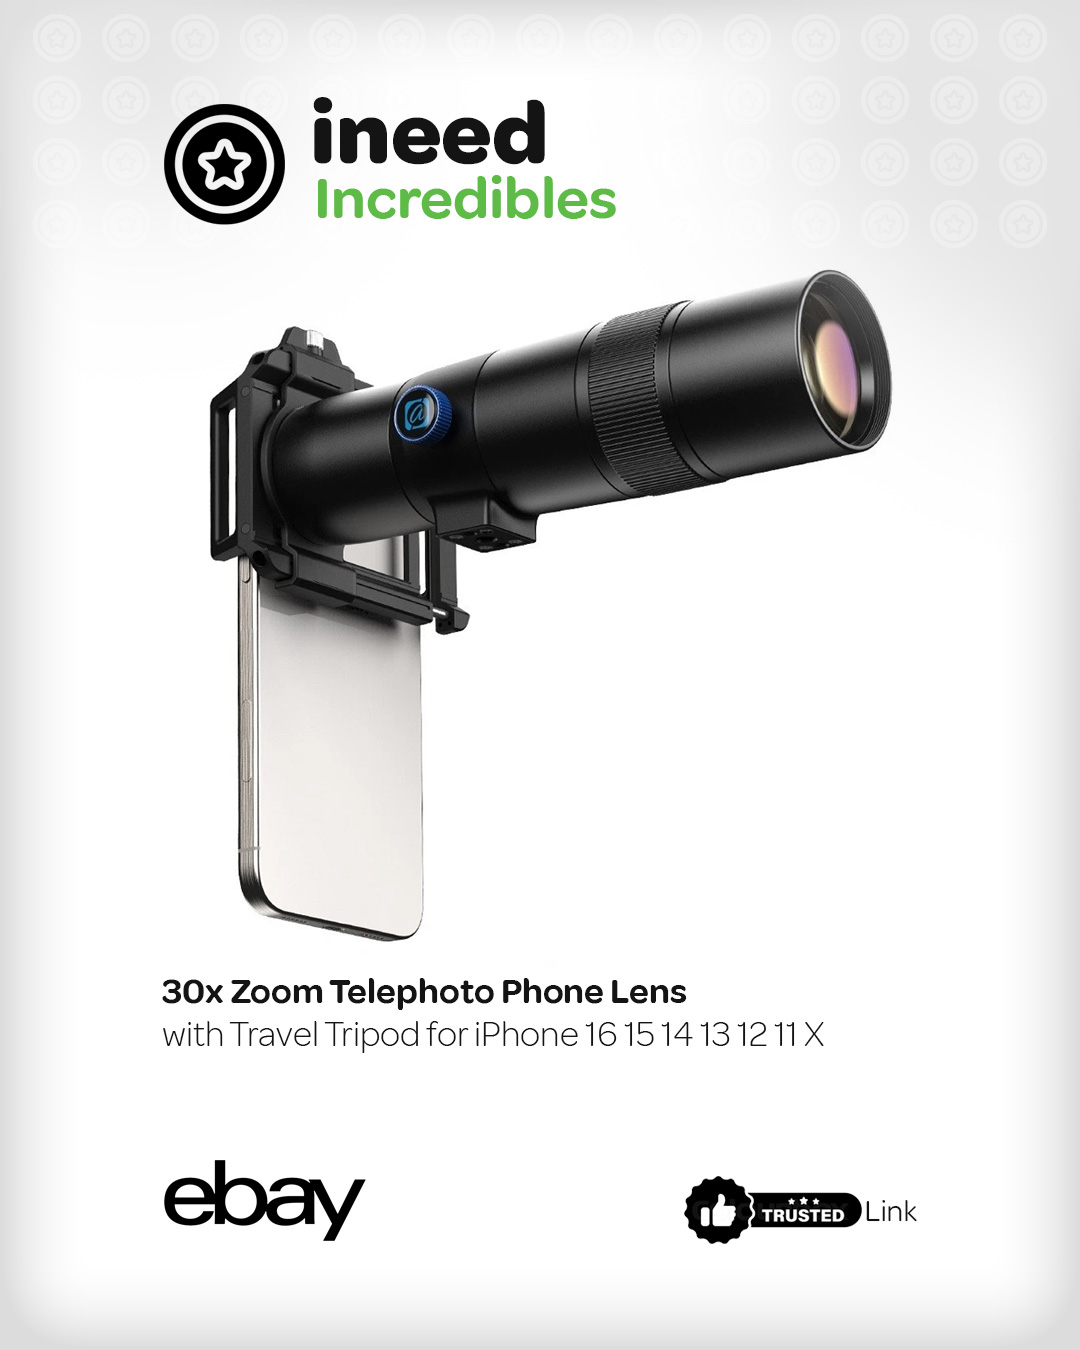 ineed
Incredibles
@
30x Zoom Telephoto Phone Lens
with Travel Tripod for iPhone 16 15 14 13 12 11 X
ebay
TRUSTED Link